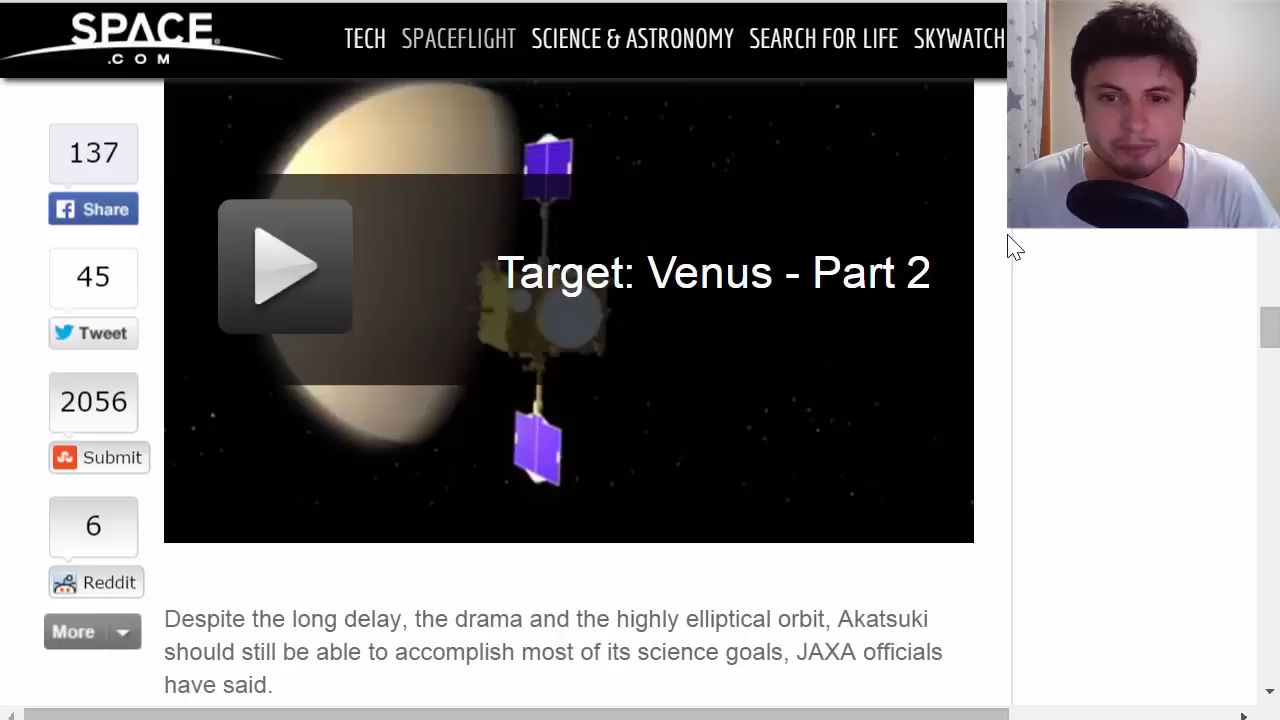 SPACE
.COM
TECH SPACEFLIGHT SCIENCE & ASTRONOMY SEARCH FOR LIFE SKYWATCH
137
Share
45
Tweet
2056
Submit
6
Reddit
More
Target: Venus - Part 2
Despite the long delay, the drama and the highly elliptical orbit, Akatsuki
should still be able to accomplish most of its science goals, JAXA officials
have said.